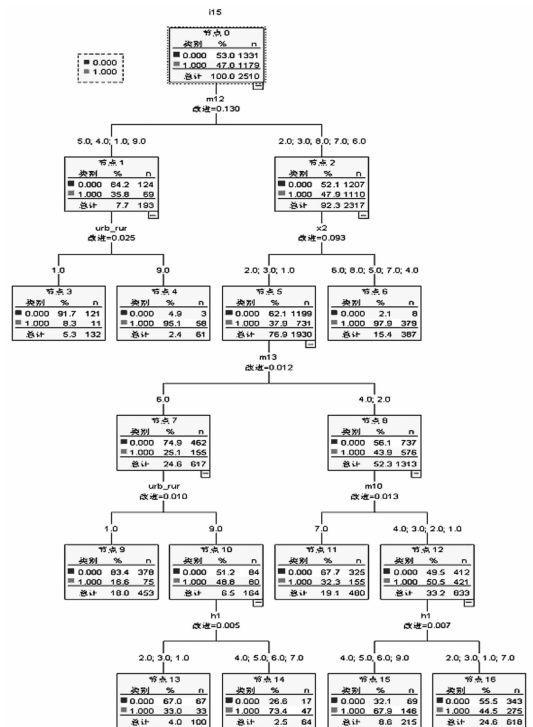 i15
节点 0
类别 % n
0.000 53.0 1331
1.000 47.0 1179
总计 100.0 2510
0.000
1.000
m12
改进=0.130
5.0; 4.0; 1.0; 9.0
2.0; 3.0; 8.0; 7.0; 6.0
节点 1
类别 % n
0.000 64.2 124
1.000 35.8 69
总计 7.7 193
节点 2
类别 % n
0.000 52.1 1207
1.000 47.9 1110
总计 92.3 2317
urb_rur
改进=0.025
x2
改进=0.093
1.0
9.0
2.0; 3.0; 1.0
6.0; 8.0; 5.0; 7.0; 4.0
节点 3
类别 % n
0.000 91.7 121
1.000 8.3 11
总计 5.3 132
节点 4
类别 % n
0.000 4.9 3
1.000 95.1 58
总计 2.4 61
节点 5
类别 % n
0.000 62.1 1199
1.000 37.9 731
总计 76.9 1930
节点 6
类别 % n
0.000 2.1 8
1.000 97.9 379
总计 15.4 387
m13
改进=0.012
6.0
4.0; 2.0
节点 7
类别 % n
0.000 74.9 462
1.000 25.1 155
总计 24.6 617
节点 8
类别 % n
0.000 56.1 737
1.000 43.9 576
总计 52.3 1313
urb_rur
改进=0.010
m10
改进=0.013
1.0
9.0
7.0
4.0; 3.0; 2.0; 1.0
节点 9
类别 % n
0.000 83.4 378
1.000 16.6 75
总计 18.0 453
节点 10
类别 % n
0.000 51.2 84
1.000 48.8 80
总计 6.5 164
节点 11
类别 % n
0.000 67.7 325
1.000 32.3 155
总计 19.1 480
节点 12
类别 % n
0.000 49.5 412
1.000 50.5 421
总计 33.2 833
h1
改进=0.005
h1
改进=0.007
2.0; 3.0; 1.0
4.0; 5.0; 6.0; 7.0
4.0; 5.0; 6.0; 9.0
2.0; 3.0; 1.0; 7.0
节点 13
类别 % n
0.000 67.0 67
1.000 33.0 33
总计 4.0 100
节点 14
类别 % n
0.000 26.6 17
1.000 73.4 47
总计 2.5 64
节点 15
类别 % n
0.000 32.1 69
1.000 67.9 146
总计 8.6 215
节点 16
类别 % n
0.000 55.5 343
1.000 44.5 275
总计 24.6 618